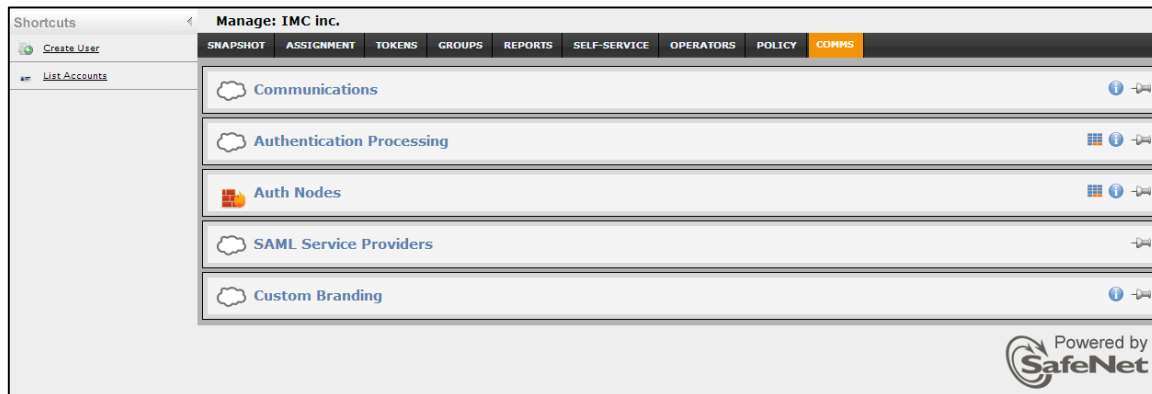 Shortcuts
Create User
List Accounts
Manage: IMC inc.
SNAPSHOT ASSIGNMENT TOKENS GROUPS REPORTS SELF-SERVICE OPERATORS POLICY COMMS
Communications
Authentication Processing
Auth Nodes
SAML Service Providers
Custom Branding
Powered by
SafeNet